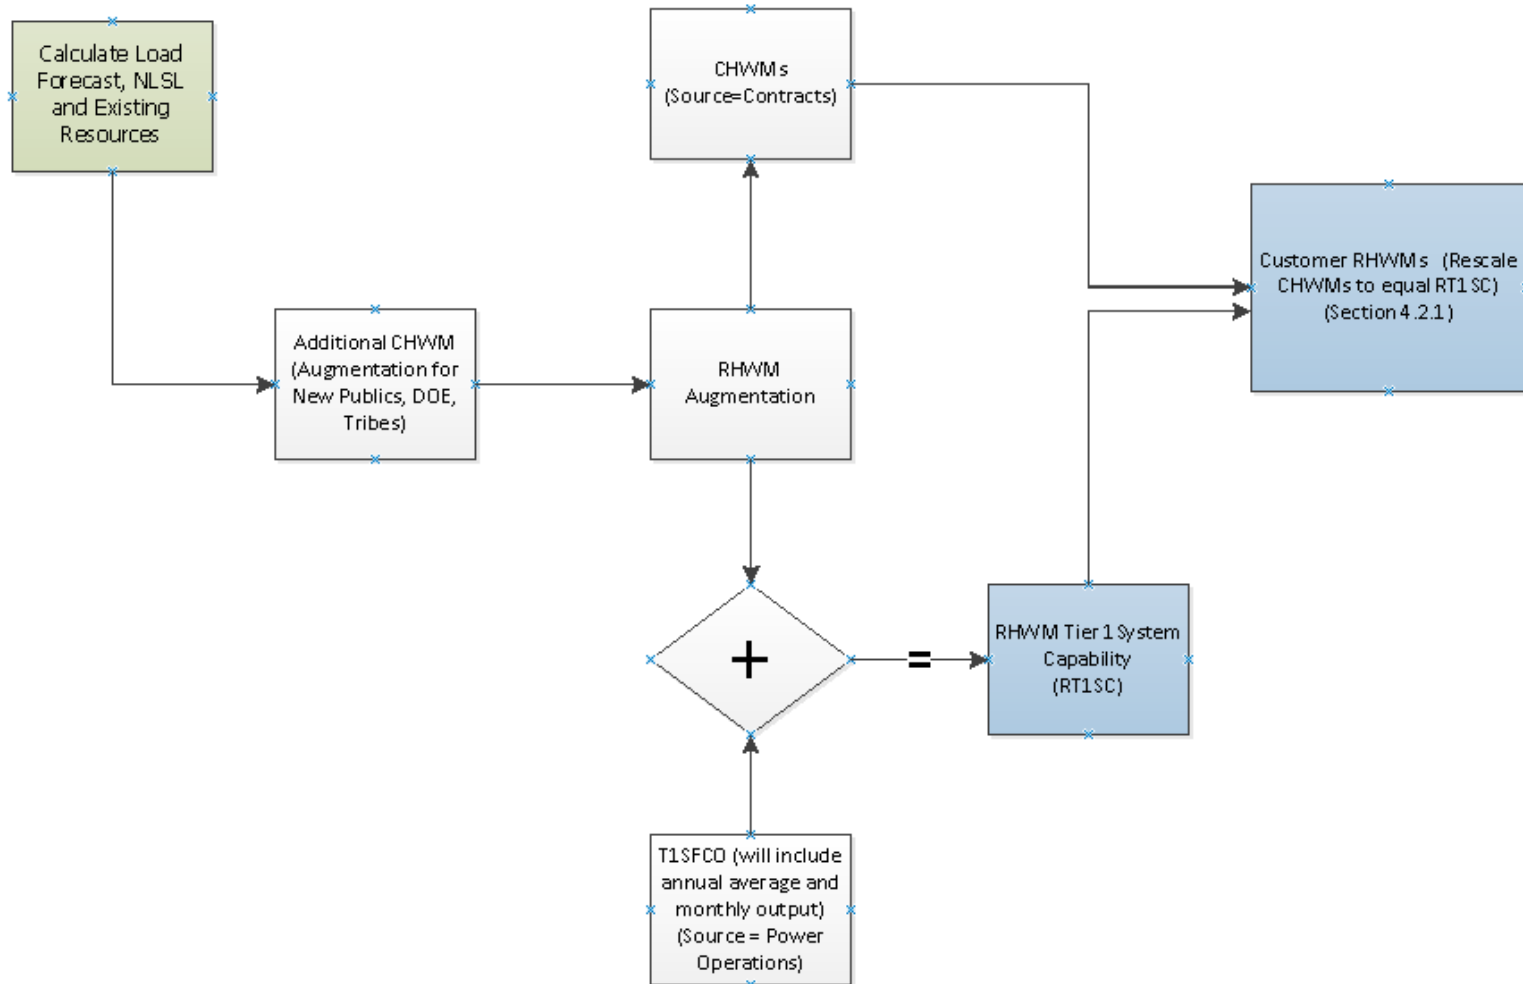 Calculate Load
Forecast, NLSL
and Existing
Resources
CHWMs
(Source=Contracts)
Customer RHWMs (Rescale
CHWMs to equal RT1SC)
(Section 4.2.1)
Additional CHWM
(Augmentation for
New Publics, DOE,
Tribes)
RHWM
Augmentation
+
=
RHWM Tier 1 System
Capability
(RT1SC)
T1SFCO (will include
annual average and
monthly output)
(Source = Power
Operations)